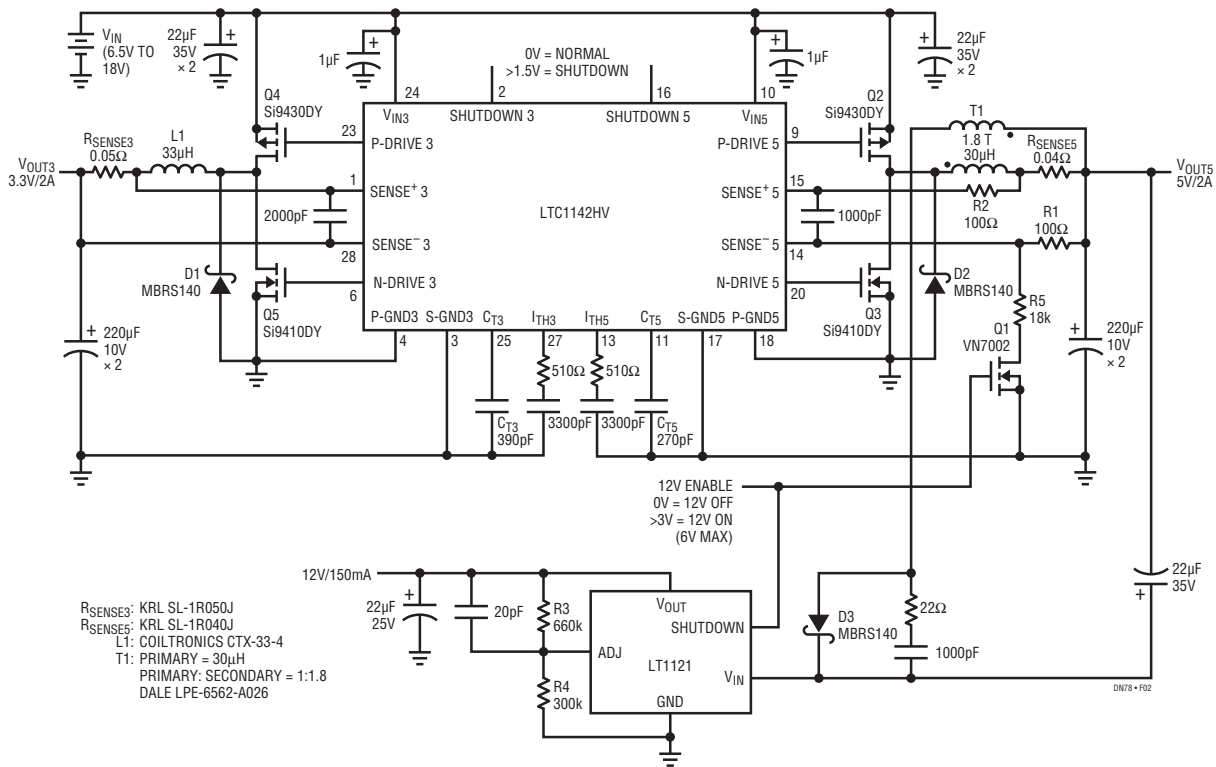 VIN
(6.5V TO
18V)
22µF
35V
× 2
+
1µF
+
24
0V = NORMAL
>1.5V = SHUTDOWN
2
16
10
+
1µF
+
22µF
35V
× 2
Q4
Si9430DY
23
VIN3
SHUTDOWN 3
SHUTDOWN 5
VIN5
9
Q2
Si9430DY
T1
1.8 T
30µH
RSENSE3
0.05Ω
L1
33µH
P-DRIVE 3
P-DRIVE 5
RSENSE5
0.04Ω
VOUT3
3.3V/2A
VOUT5
5V/2A
1
SENSE+ 3
SENSE+ 5
15
R2
100Ω
2000pF
LTC1142HV
1000pF
R1
100Ω
SENSE− 3
28
SENSE− 5
14
D1
MBRS140
N-DRIVE 3
6
N-DRIVE 5
20
D2
MBRS140
Q5
Si9410DY
Q3
Si9410DY
R5
18k
Q1
VN7002
+
220µF
10V
× 2
+
220µF
10V
× 2
P-GND3
S-GND3
CT3
ITH3
ITH5
CT5
S-GND5
P-GND5
4
3
25
27
13
11
17
18
510Ω
510Ω
CT3
390pF
3300pF
3300pF
CT5
270pF
12V ENABLE
0V = 12V OFF
>3V = 12V ON
(6V MAX)
12V/150mA
+
22µF
25V
20pF
R3
660k
R4
300k
VOUT
SHUTDOWN
ADJ
LT1121
VIN
GND
D3
MBRS140
22Ω
1000pF
22µF
35V
+
RSENSE3: KRL SL-1R050J
RSENSE5: KRL SL-1R040J
L1: COILTRONICS CTX-33-4
T1: PRIMARY = 30µH
PRIMARY: SECONDARY = 1:1.8
DALE LPE-6562-A026
DN78 • F02